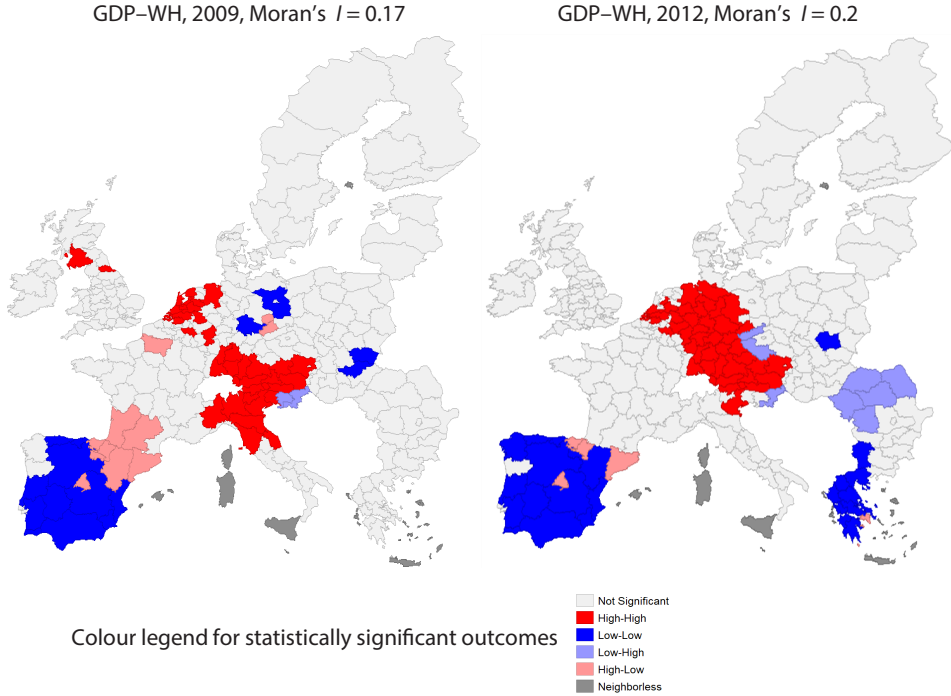 GDP–WH, 2009, Moran's I = 0.17
GDP–WH, 2012, Moran's I = 0.2
Colour legend for statistically significant outcomes
Not Significant
High-High
Low-Low
Low-High
High-Low
Neighborless